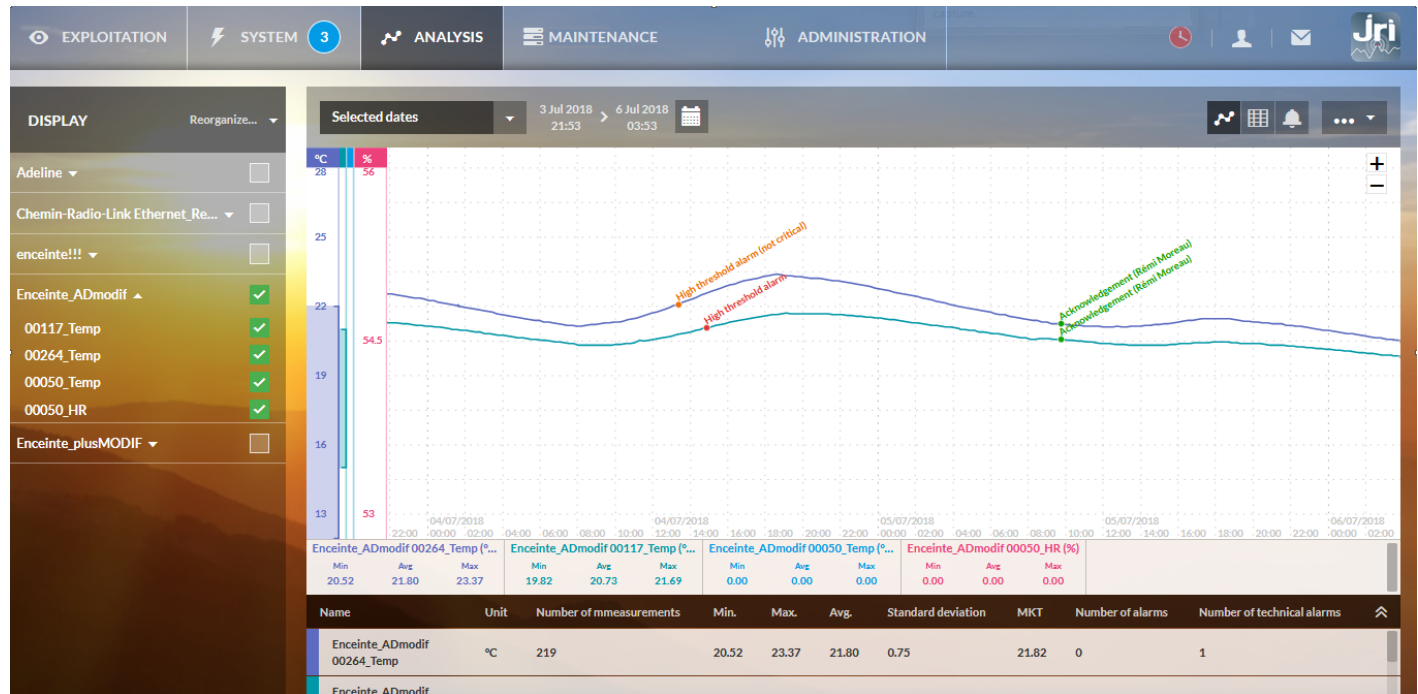 EXPLOITATION SYSTEM 3 ANALYSIS MAINTENANCE ADMINISTRATION Jri
DISPLAY Reorganize...
Adeline
Chemin-Radio-Link Ethernet_Re...
enceinte!!!
Enceinte_ADmodif
00117_Temp
00264_Temp
00050_Temp
00050_HR
Enceinte_plusMODIF
Selected dates 3 Jul 2018 > 6 Jul 2018
21:53 03:53
•••
°C %
28 56
25
22
54.5
19
16
13 53
+
−
High threshold alarm (not critical)
High threshold alarm
Acknowledgement (Rémi Moreau)
Acknowledgement (Rémi Moreau)
04/07/2018 04/07/2018 05/07/2018 05/07/2018 06/07/2018
22:00 00:00 02:00 04:00 06:00 08:00 10:00 12:00 14:00 16:00 18:00 20:00 22:00 00:00 02:00 04:00 06:00 08:00 10:00 12:00 14:00 16:00 18:00 20:00 22:00 00:00 02:00
Enceinte_ADmodif 00264_Temp (°... Enceinte_ADmodif 00117_Temp (°... Enceinte_ADmodif 00050_Temp (°... Enceinte_ADmodif 00050_HR (%)
Min Avg Max Min Avg Max Min Avg Max Min Avg Max
20.52 21.80 23.37 19.82 20.73 21.69 0.00 0.00 0.00 0.00 0.00 0.00
Name Unit Number of mmeasurements Min. Max. Avg. Standard deviation MKT Number of alarms Number of technical alarms
Enceinte_ADmodif
00264_Temp °C 219 20.52 23.37 21.80 0.75 21.82 0 1
Enceinte_ADmodif